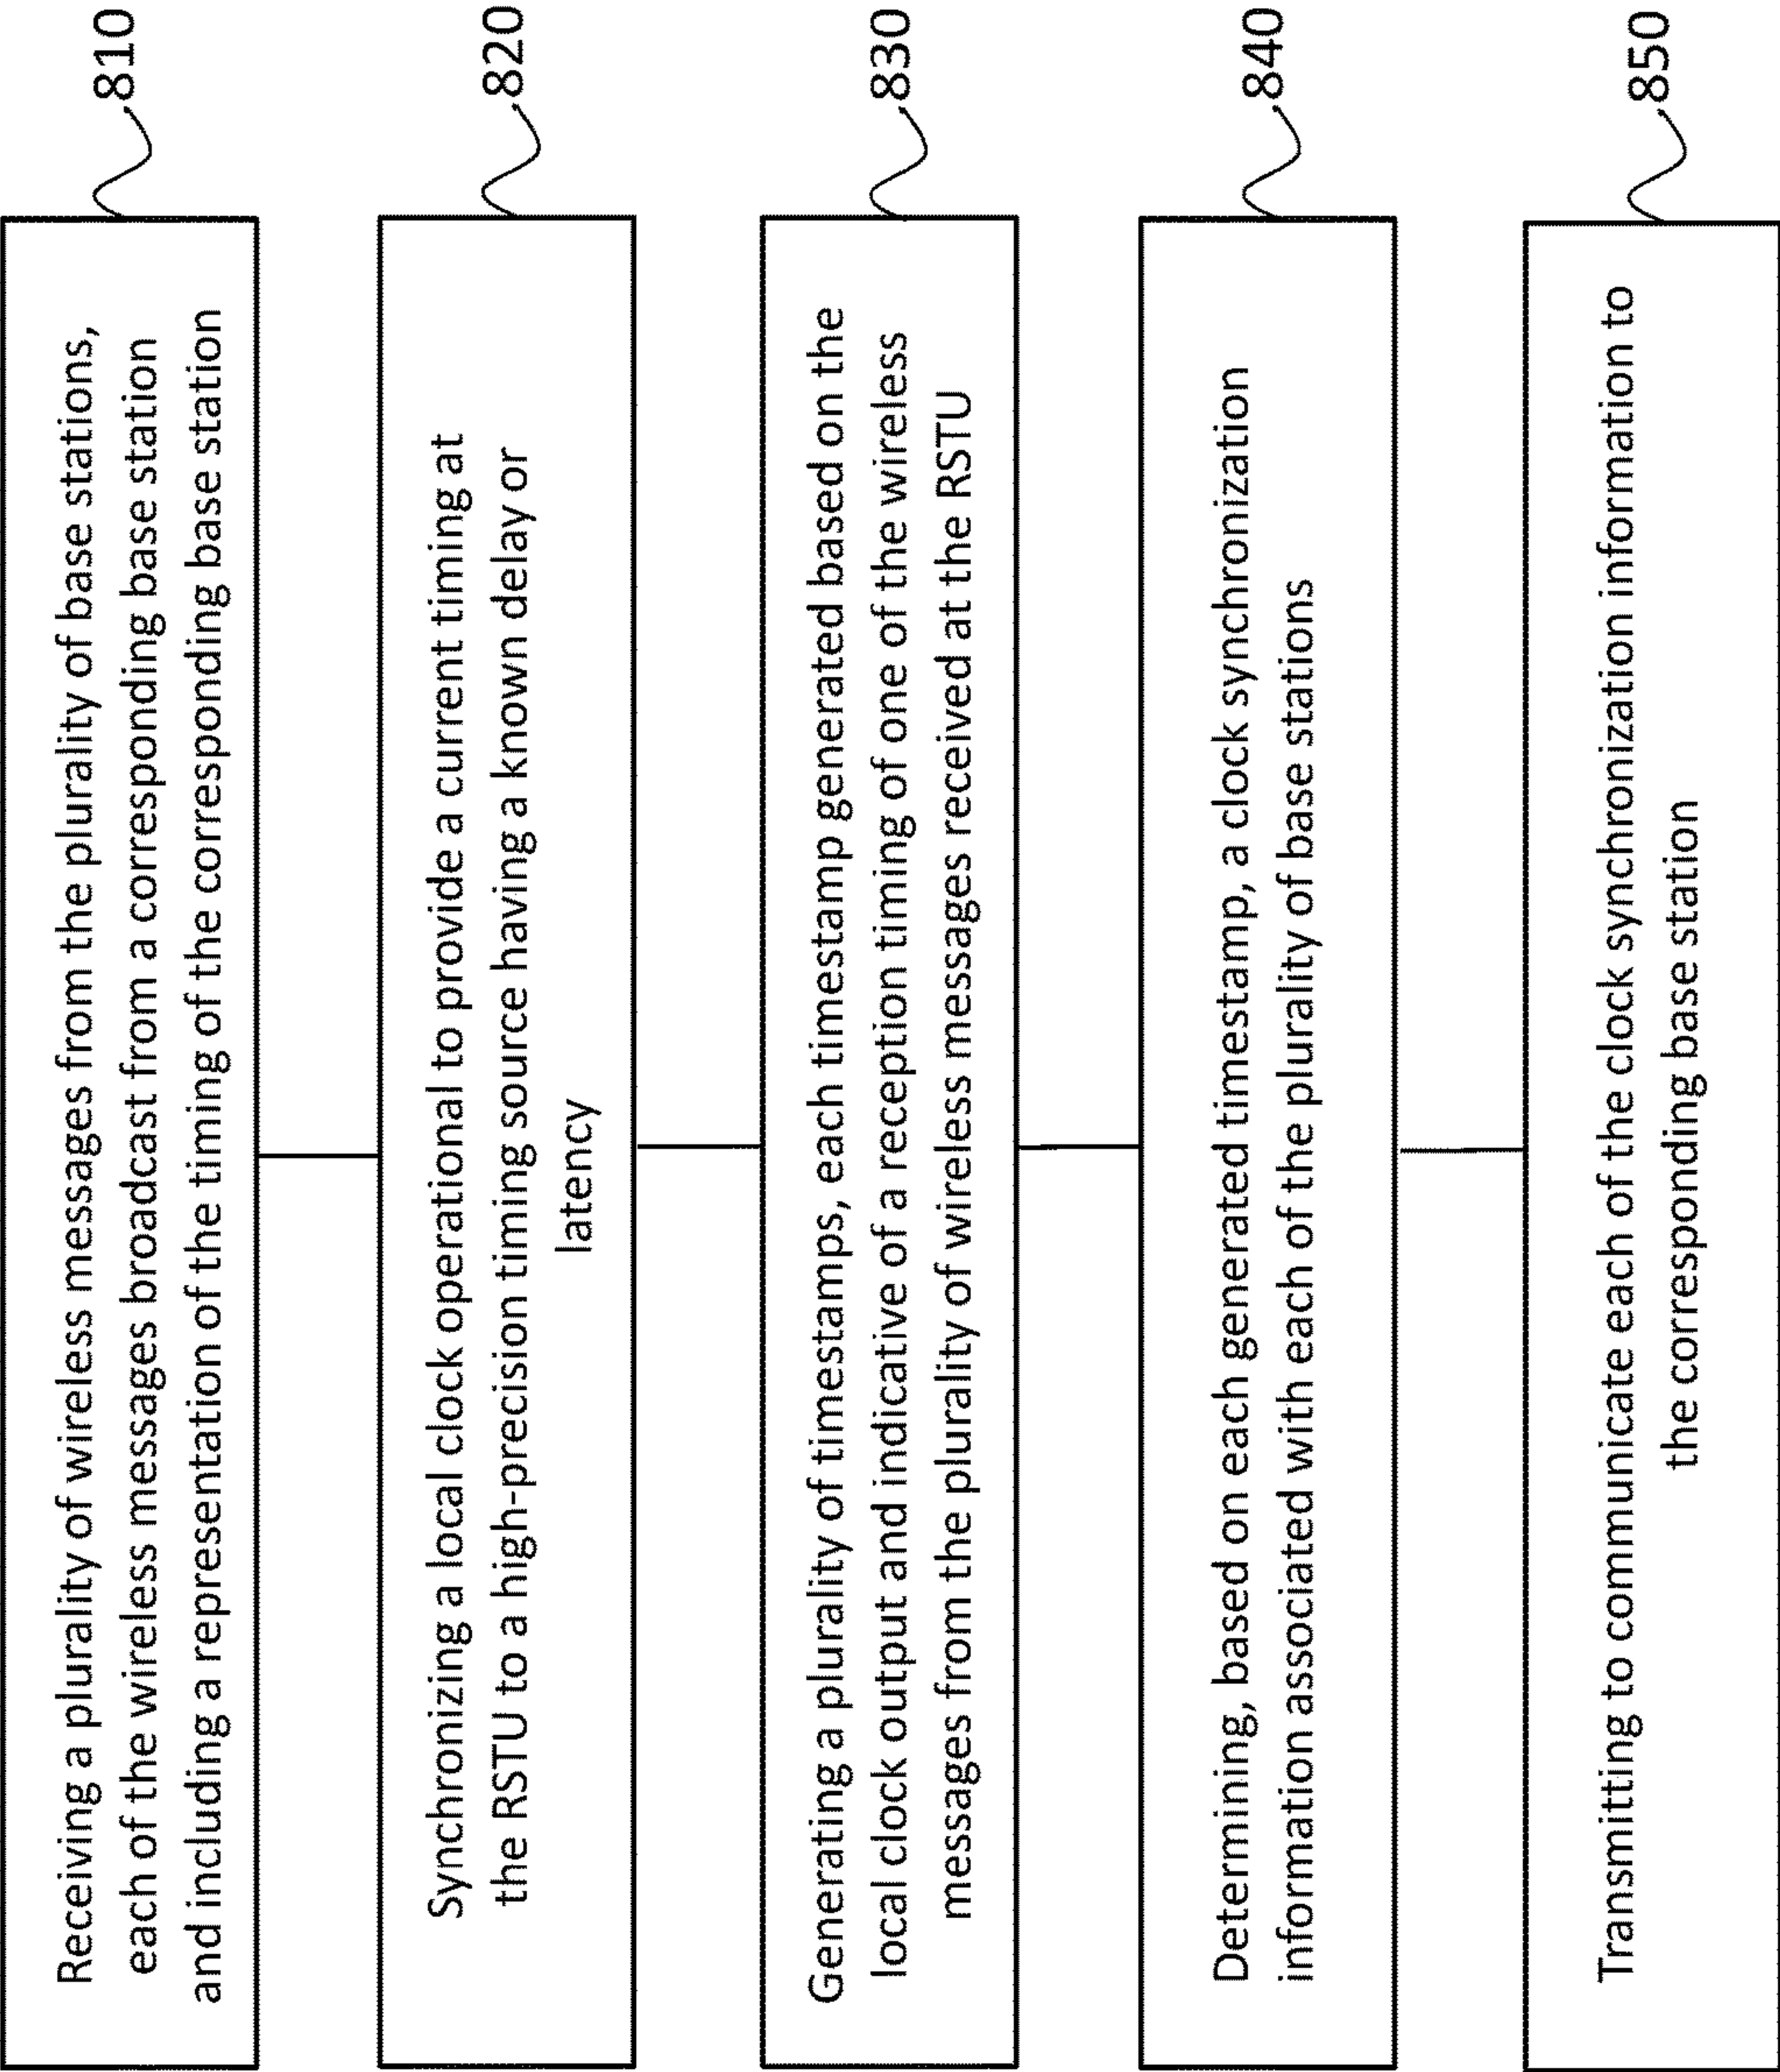 Receiving a plurality of wireless messages from the plurality of base stations,
each of the wireless messages broadcast from a corresponding base station
and including a representation of the timing of the corresponding base station
810
Synchronizing a local clock operational to provide a current timing at
the RSTU to a high-precision timing source having a known delay or
latency
820
Generating a plurality of timestamps, each timestamp generated based on the
local clock output and indicative of a reception timing of one of the wireless
messages from the plurality of wireless messages received at the RSTU
830
Determining, based on each generated timestamp, a clock synchronization
information associated with each of the plurality of base stations
840
Transmitting to communicate each of the clock synchronization information to
the corresponding base station
850